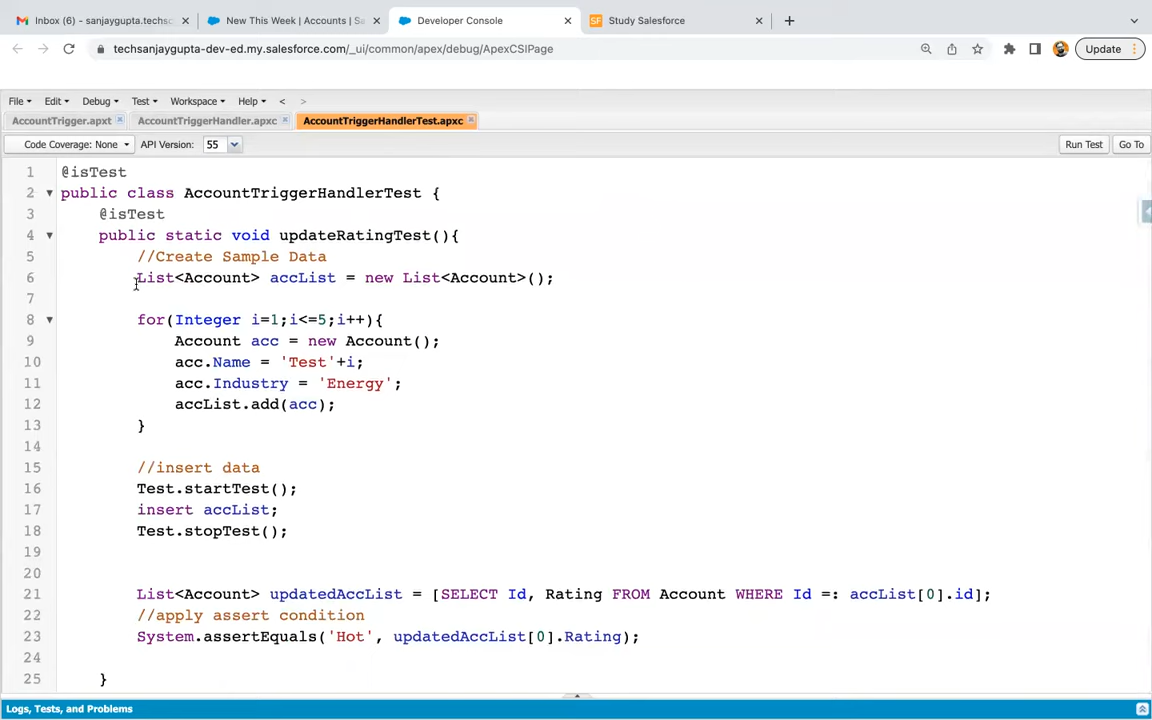 Inbox (6) - sanjaygupta.techsc
New This Week | Accounts | Sa
Developer Console
Study Salesforce
techsanjaygupta-dev-ed.my.salesforce.com/_ui/common/apex/debug/ApexCSIPage
Update
File Edit Debug Test Workspace Help < >
AccountTrigger.apxt AccountTriggerHandler.apxc AccountTriggerHandlerTest.apxc
Code Coverage: None API Version: 55 Run Test Go To
1 @isTest
2 public class AccountTriggerHandlerTest {
3 @isTest
4 public static void updateRatingTest(){
5 //Create Sample Data
6 List<Account> accList = new List<Account>();
7
8 for(Integer i=1;i<=5;i++){
9 Account acc = new Account();
10 acc.Name = 'Test'+i;
11 acc.Industry = 'Energy';
12 accList.add(acc);
13 }
14
15 //insert data
16 Test.startTest();
17 insert accList;
18 Test.stopTest();
19
20
21 List<Account> updatedAccList = [SELECT Id, Rating FROM Account WHERE Id =: accList[0].id];
22 //apply assert condition
23 System.assertEquals('Hot', updatedAccList[0].Rating);
24
25 }
Logs, Tests, and Problems